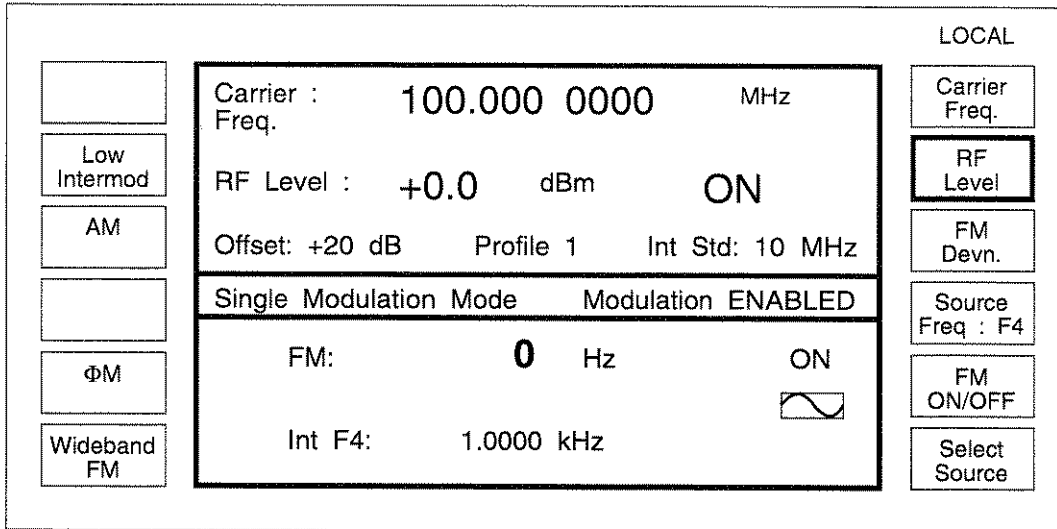 LOCAL
Low
Intermod
AM
ΦM
Wideband
FM
Carrier :
Freq.
100.000 0000 MHz
RF Level : +0.0 dBm ON
Offset: +20 dB Profile 1 Int Std: 10 MHz
Single Modulation Mode Modulation ENABLED
FM: 0 Hz ON
Int F4: 1.0000 kHz
Carrier
Freq.
RF
Level
FM
Devn.
Source
Freq : F4
FM
ON/OFF
Select
Source